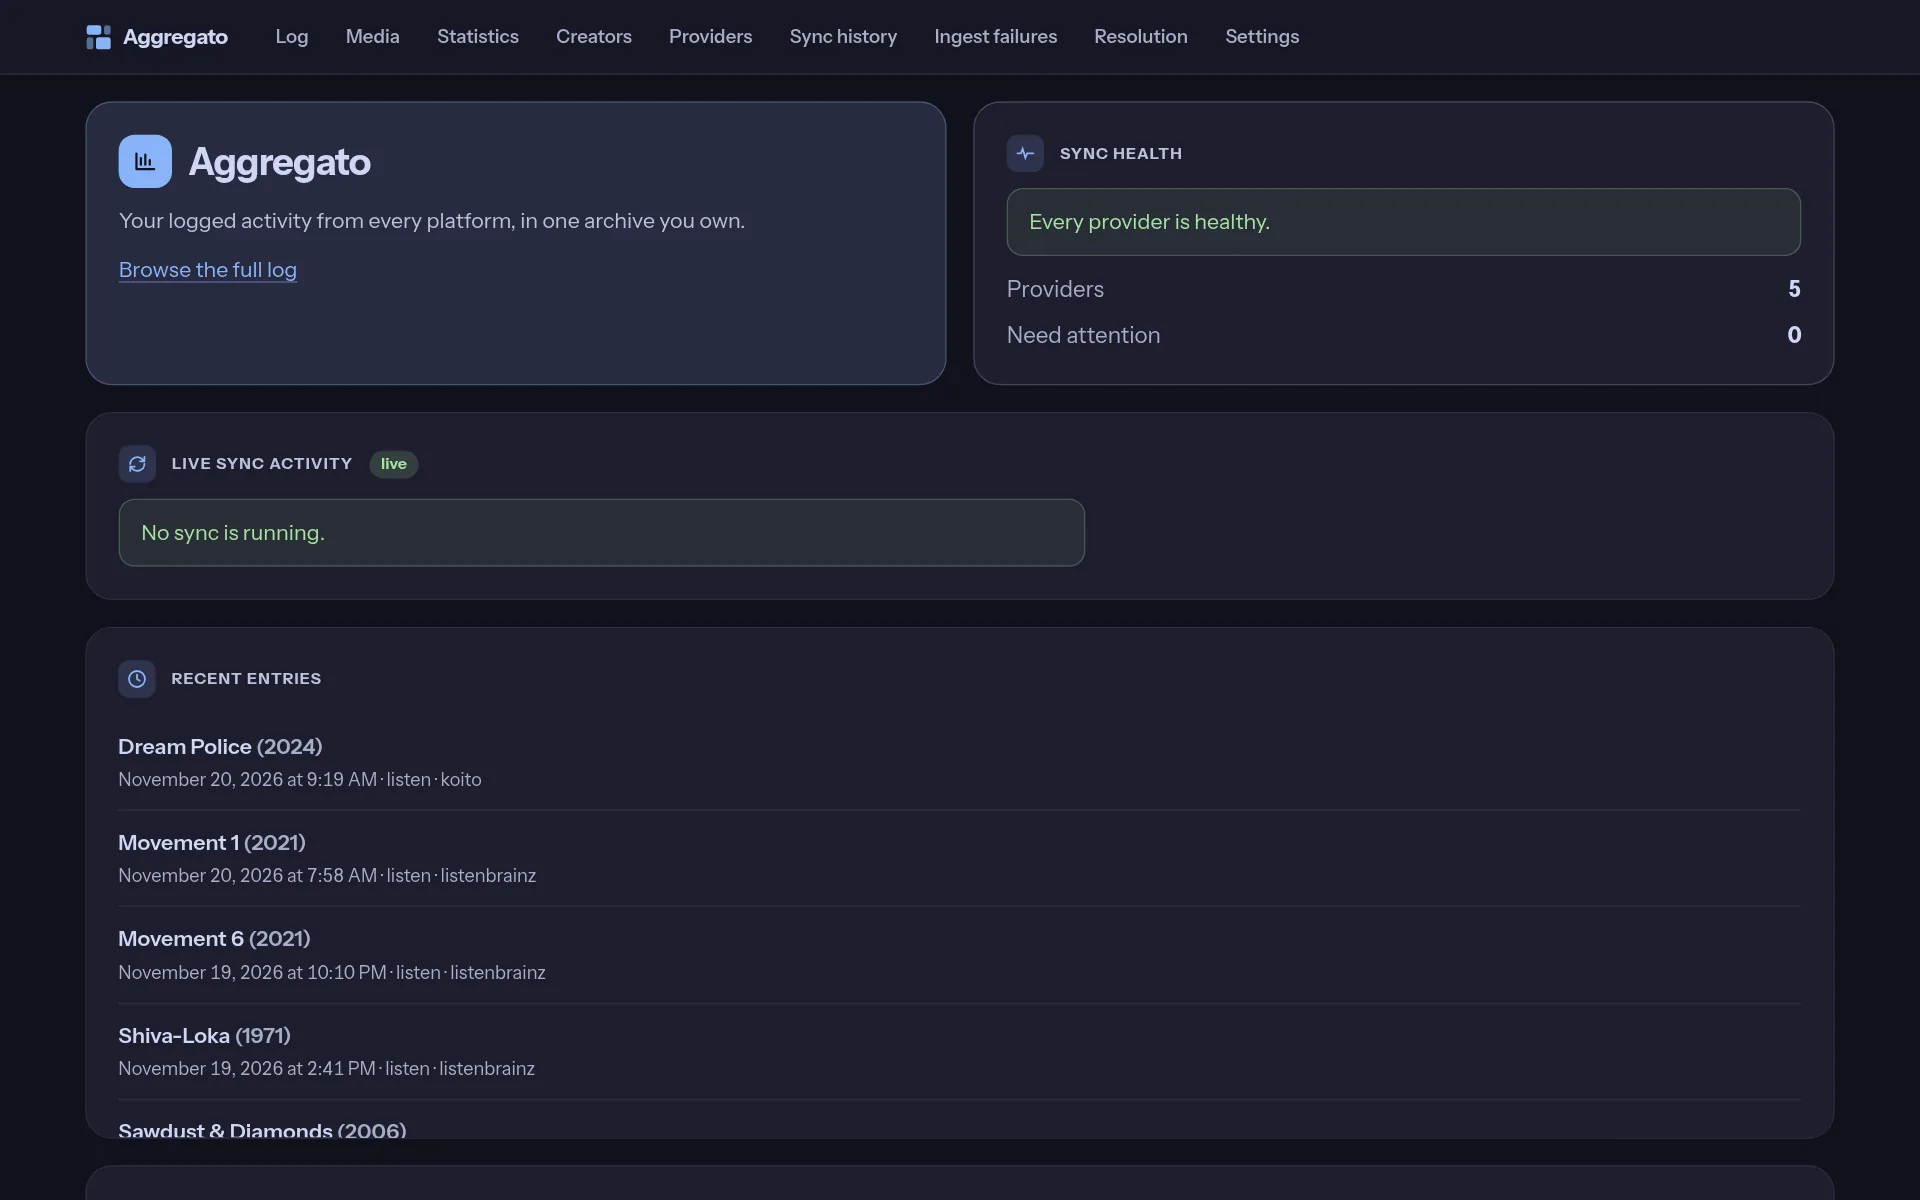 Aggregato
Log
Media
Statistics
Creators
Providers
Sync history
Ingest failures
Resolution
Settings
Aggregato
Your logged activity from every platform, in one archive you own.
Browse the full log
SYNC HEALTH
Every provider is healthy.
Providers 5
Need attention 0
LIVE SYNC ACTIVITY live
No sync is running.
RECENT ENTRIES
Dream Police (2024)
November 20, 2026 at 9:19 AM · listen · koito
Movement 1 (2021)
November 20, 2026 at 7:58 AM · listen · listenbrainz
Movement 6 (2021)
November 19, 2026 at 10:10 PM · listen · listenbrainz
Shiva-Loka (1971)
November 19, 2026 at 2:41 PM · listen · listenbrainz
Sawdust & Diamonds (2006)